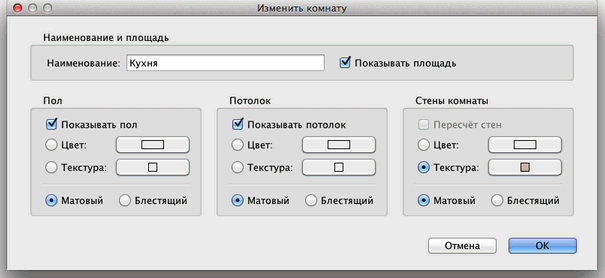 Изменить комнату
Наименование и площадь
Наименование: Кухня Показывать площадь
Пол Потолок Стены комнаты
Показывать пол Показывать потолок Пересчёт стен
Цвет: Цвет: Цвет:
Текстура: Текстура: Текстура:
Матовый Блестящий Матовый Блестящий Матовый Блестящий
Отмена OK